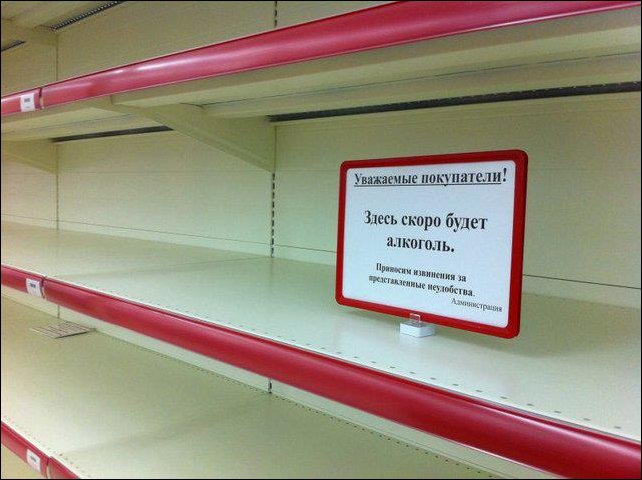 Уважаемые покупатели!
Здесь скоро будет
алкоголь.
Приносим извинения за
представленные неудобства.
Администрация